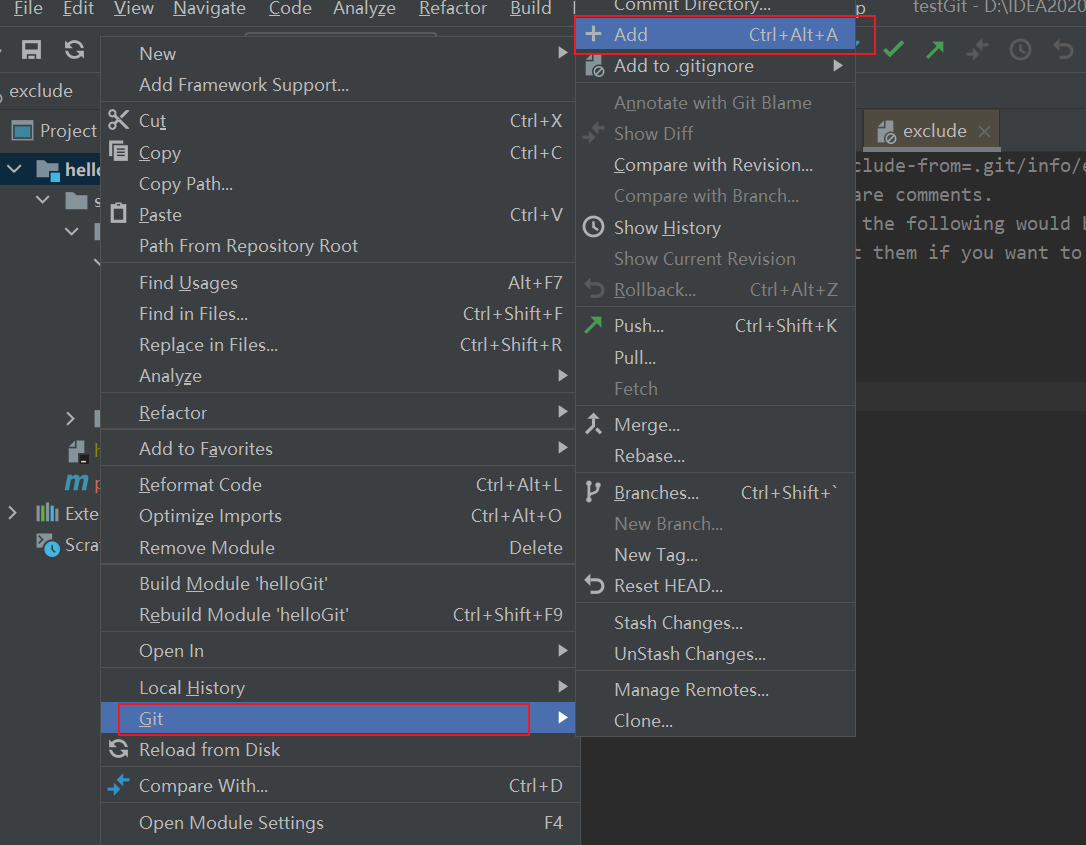 File Edit View Navigate Code Analyze Refactor Build
testGit - D:\IDEA2020
exclude
Project
exclude
New
Add Framework Support...
Cut Ctrl+X
Copy Ctrl+C
Copy Path...
Paste Ctrl+V
Path From Repository Root
Find Usages Alt+F7
Find in Files... Ctrl+Shift+F
Replace in Files... Ctrl+Shift+R
Analyze
Refactor
Add to Favorites
Reformat Code Ctrl+Alt+L
Optimize Imports Ctrl+Alt+O
Remove Module Delete
Build Module 'helloGit'
Rebuild Module 'helloGit' Ctrl+Shift+F9
Open In
Local History
Git
Reload from Disk
Compare With... Ctrl+D
Open Module Settings F4
Commit Directory...
Add Ctrl+Alt+A
Add to .gitignore
Annotate with Git Blame
Show Diff
Compare with Revision...
Compare with Branch...
Show History
Show Current Revision
Rollback... Ctrl+Alt+Z
Push... Ctrl+Shift+K
Pull...
Fetch
Merge...
Rebase...
Branches... Ctrl+Shift+`
New Branch...
New Tag...
Reset HEAD...
Stash Changes...
UnStash Changes...
Manage Remotes...
Clone...
clude-from=.git/info/
are comments.
the following would
them if you want to
hello
Exte
Scra